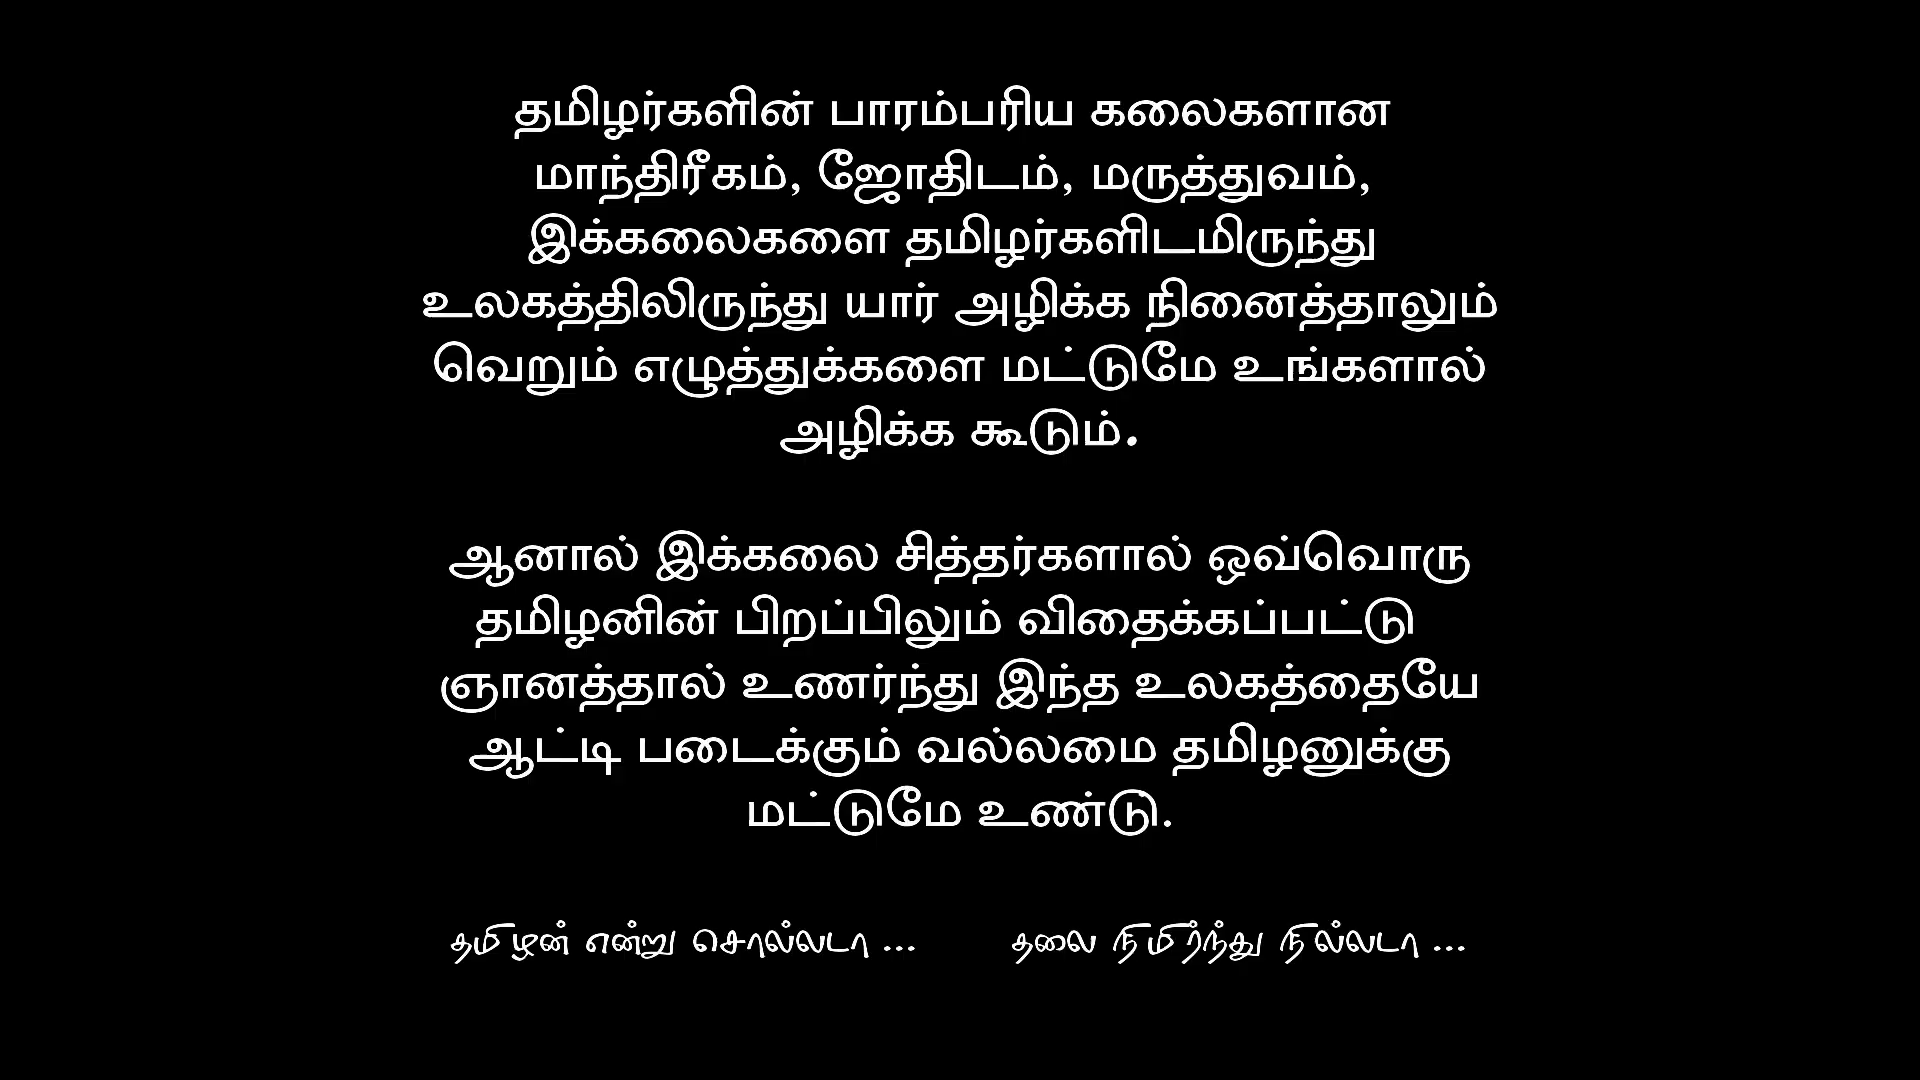 தமிழர்களின் பாரம்பரிய கலைகளான
மாந்திரீகம், ஜோதிடம், மருத்துவம்,
இக்கலைகளை தமிழர்களிடமிருந்து
உலகத்திலிருந்து யார் அழிக்க நினைத்தாலும்
வெறும் எழுத்துக்களை மட்டுமே உங்களால்
அழிக்க கூடும்.
ஆனால் இக்கலை சித்தர்களால் ஒவ்வொரு
தமிழனின் பிறப்பிலும் விதைக்கப்பட்டு
ஞானத்தால் உணர்ந்து இந்த உலகத்தையே
ஆட்டி படைக்கும் வல்லமை தமிழனுக்கு
மட்டுமே உண்டு.
தமிழன் என்று சொல்லடா ... தலை நிமிர்ந்து நில்லடா ...